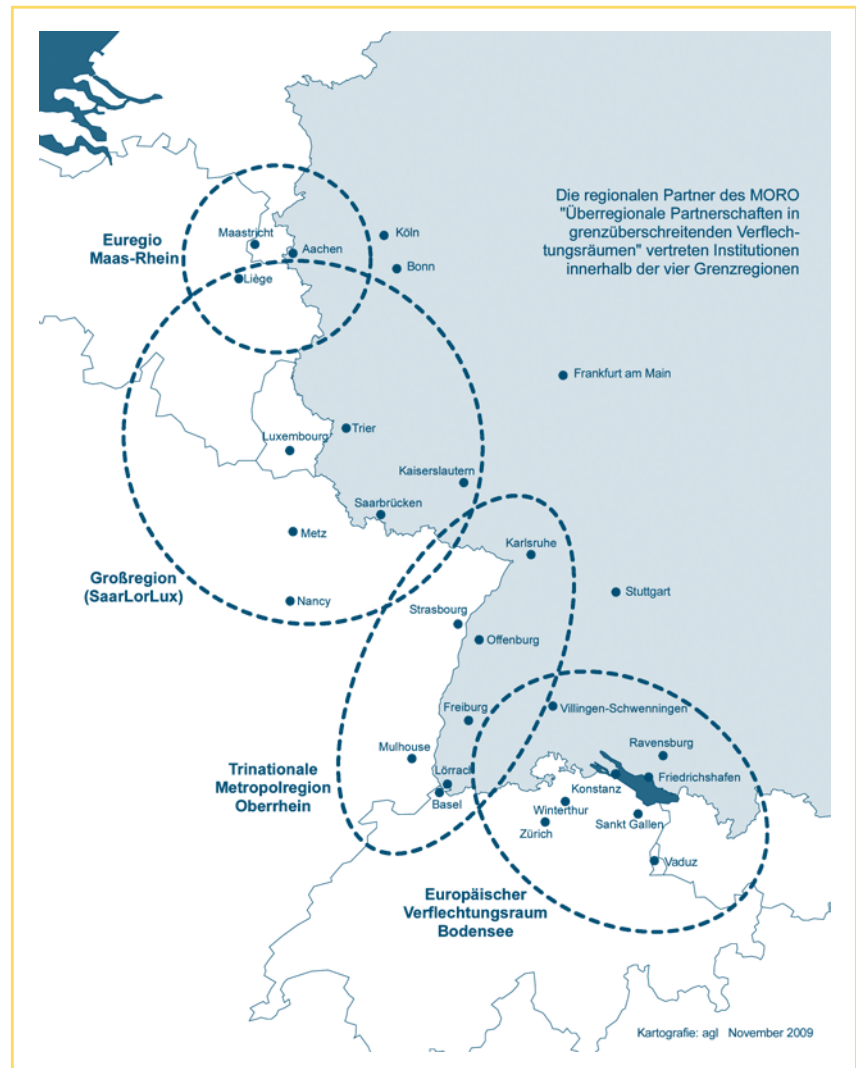 Die regionalen Partner des MORO
"Überregionale Partnerschaften in
grenzüberschreitenden Verflech-
tungsräumen" vertreten Institutionen
innerhalb der vier Grenzregionen
Euregio
Maas-Rhein
Maastricht
Aachen
Köln
Bonn
Liège
Frankfurt am Main
Trier
Luxembourg
Kaiserslautern
Saarbrücken
Metz
Karlsruhe
Großregion
(SaarLorLux)
Nancy
Stuttgart
Strasbourg
Offenburg
Freiburg
Villingen-Schwenningen
Mulhouse
Ravensburg
Trinationale
Metropolregion
Oberrhein
Lörrach
Basel
Konstanz
Friedrichshafen
Winterthur
Zürich
Sankt Gallen
Vaduz
Europäischer
Verflechtungsraum
Bodensee
Kartografie: agl November 2009